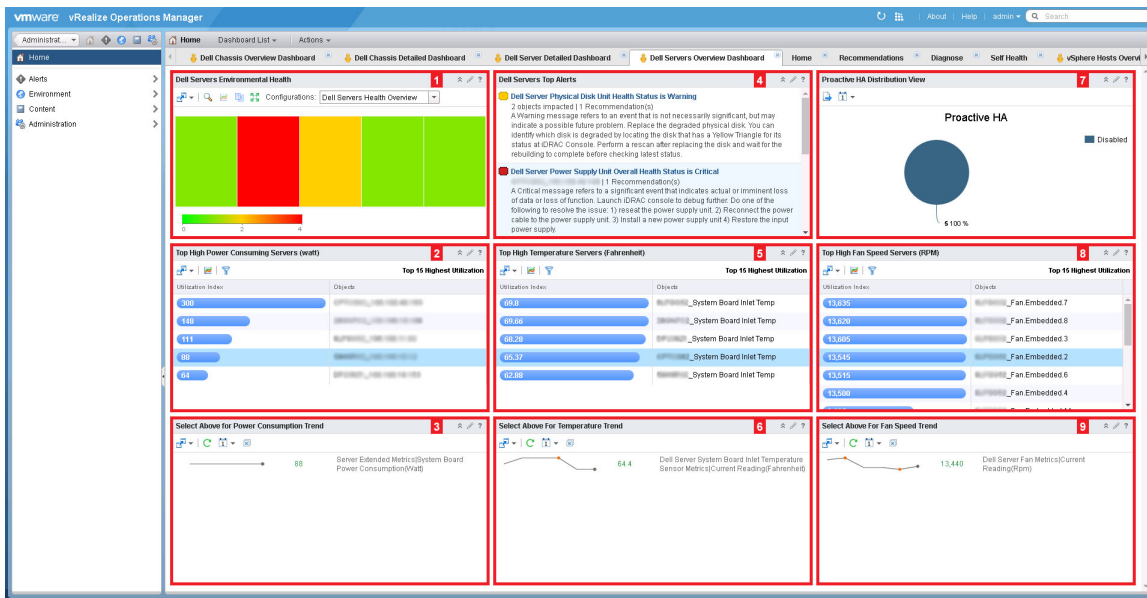 vmware vRealize Operations Manager
About Help admin Search
Administrat...
Home Dashboard List Actions
Home
Alerts
Environment
Content
Administration
Dell Chassis Overview Dashboard Dell Chassis Detailed Dashboard Dell Server Detailed Dashboard Dell Servers Overview Dashboard Home Recommendations Diagnose Self Health vSphere Hosts Overvi
Dell Servers Environmental Health 1
Configurations: Dell Servers Health Overview
0 2 4
Dell Servers Top Alerts 4
Dell Server Physical Disk Unit Health Status is Warning
2 objects impacted | 1 Recommendation(s)
A Warning message refers to an event that is not necessarily significant, but may
indicate a possible future problem. Replace the degraded physical disk. You can
identify which disk is degraded by locating the disk that has a Yellow Triangle for its
status at iDRAC Console. Perform a rescan after replacing the disk and wait for the
rebuilding to complete before checking latest status.
Dell Server Power Supply Unit Overall Health Status is Critical
| 1 Recommendation(s)
A Critical message refers to a significant event that indicates actual or imminent loss
of data or loss of function. Launch iDRAC console to debug further. Do one of the
following to resolve the issue: 1) reseat the power supply unit. 2) Reconnect the power
cable to the power supply unit. 3) Install a new power supply unit 4) Restore the input
power supply.
Proactive HA Distribution View 7
Proactive HA
Disabled
5 100 %
Top High Power Consuming Servers (watt) 2
Top 15 Highest Utilization
Utilization Index Objects
300
148
111
88
64
Top High Temperature Servers (Fahrenheit) 5
Top 15 Highest Utilization
Utilization Index Objects
69.8 _System Board Inlet Temp
69.66 _System Board Inlet Temp
68.28 _System Board Inlet Temp
65.37 _System Board Inlet Temp
62.88 _System Board Inlet Temp
Top High Fan Speed Servers (RPM) 8
Top 15 Highest Utilization
Utilization Index Objects
13,635 _Fan.Embedded.7
13,620 _Fan.Embedded.8
13,605 _Fan.Embedded.3
13,545 _Fan.Embedded.2
13,515 _Fan.Embedded.6
13,500 _Fan.Embedded.4
Select Above for Power Consumption Trend 3
88 Server Extended Metrics|System Board
Power Consumption(Watt)
Select Above For Temperature Trend 6
64.4 Dell Server System Board Inlet Temperature
Sensor Metrics|Current Reading(Fahrenheit)
Select Above For Fan Speed Trend 9
13,440 Dell Server Fan Metrics|Current
Reading(Rpm)